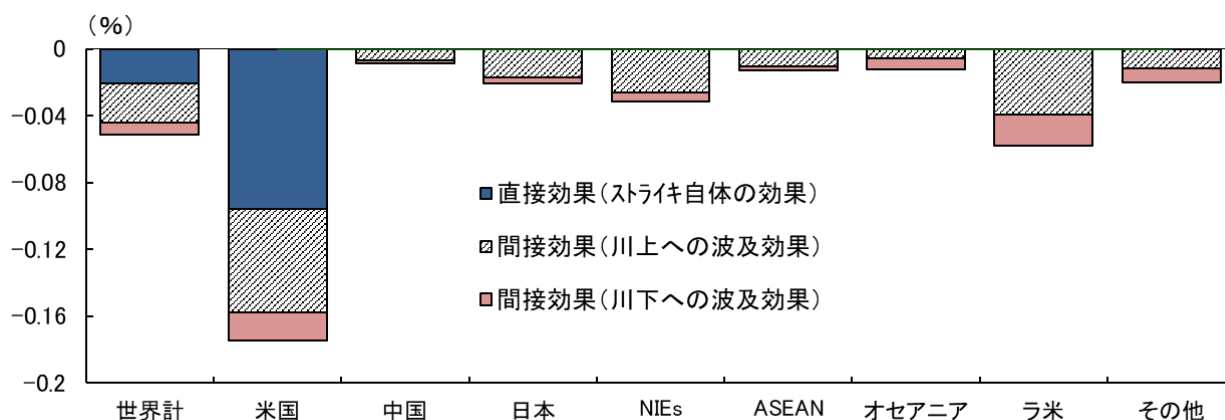 （%）
0
-0.04
-0.08
-0.12
-0.16
-0.2
直接効果（ストライキ自体の効果）
間接効果（川上への波及効果）
間接効果（川下への波及効果）
世界計 米国 中国 日本 NIEs ASEAN オセアニア ラ米 その他